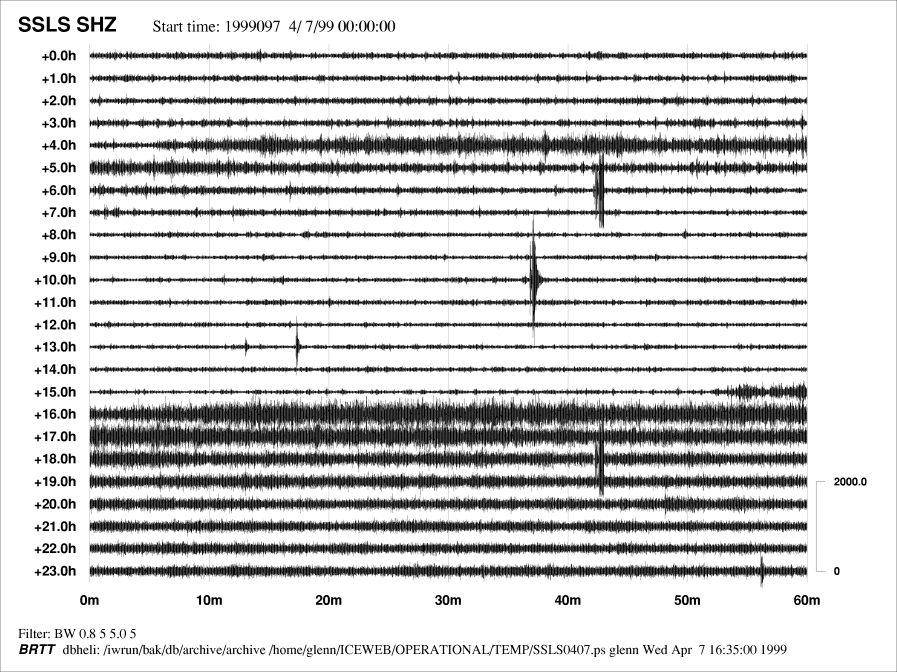 SSLS SHZ Start time: 1999097 4/ 7/99 00:00:00
+0.0h
+1.0h
+2.0h
+3.0h
+4.0h
+5.0h
+6.0h
+7.0h
+8.0h
+9.0h
+10.0h
+11.0h
+12.0h
+13.0h
+14.0h
+15.0h
+16.0h
+17.0h
+18.0h
+19.0h 2000.0
+20.0h
+21.0h
+22.0h
+23.0h 0
0m 10m 20m 30m 40m 50m 60m
Filter: BW 0.8 5 5.0 5
BRTT dbheli: /iwrun/bak/db/archive/archive /home/glenn/ICEWEB/OPERATIONAL/TEMP/SSLS0407.ps glenn Wed Apr 7 16:35:00 1999